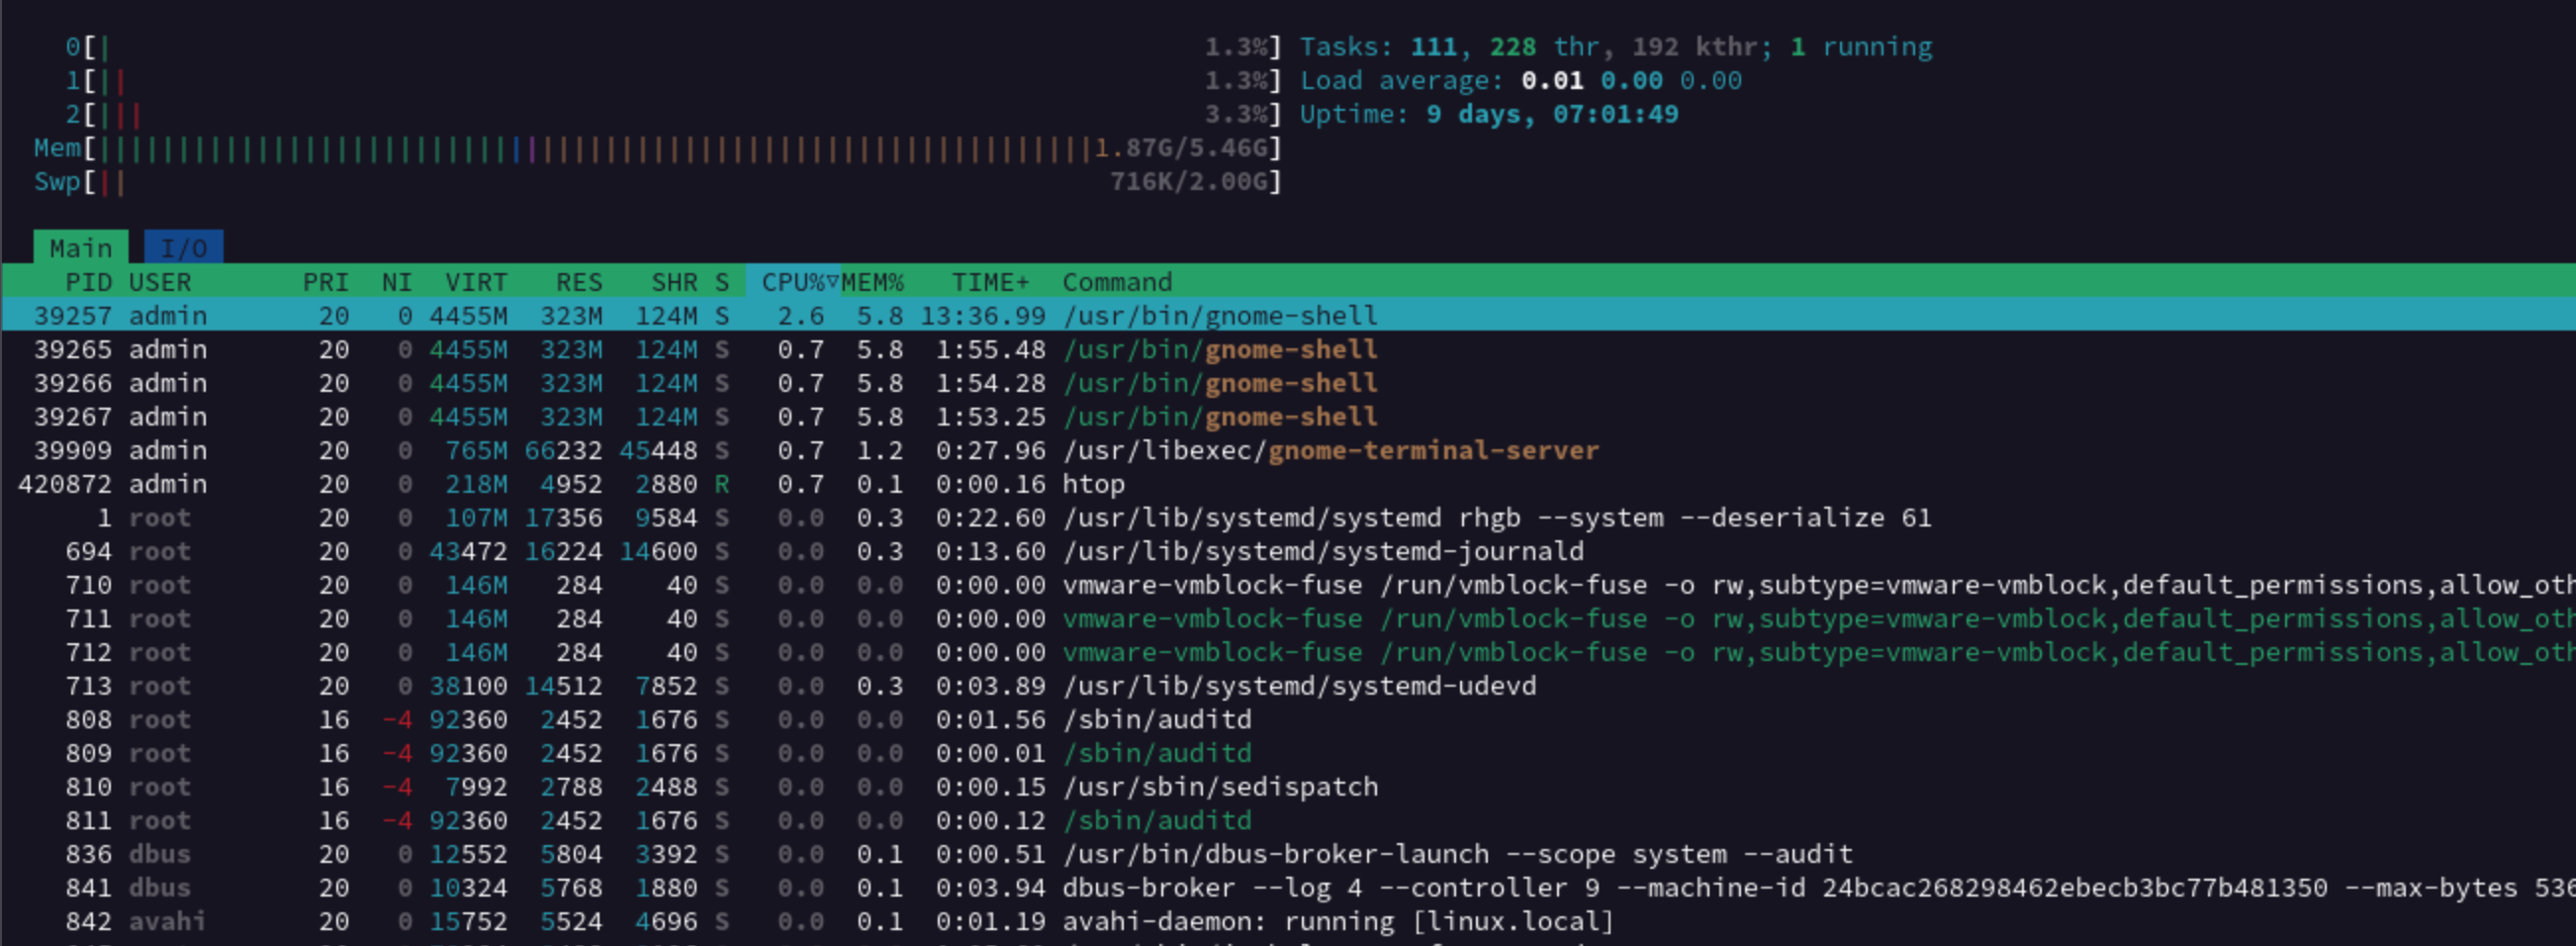 0[| 1.3%] Tasks: 111, 228 thr, 192 kthr; 1 running
1[|| 1.3%] Load average: 0.01 0.00 0.00
2[||| 3.3%] Uptime: 9 days, 07:01:49
Mem[||||||||||||||||||||||||||||||||||||||||||||||||||||||||||||||||1.87G/5.46G]
Swp[|| 716K/2.00G]
Main I/O
PID USER PRI NI VIRT RES SHR S CPU%▽MEM% TIME+ Command
39257 admin 20 0 4455M 323M 124M S 2.6 5.8 13:36.99 /usr/bin/gnome-shell
39265 admin 20 0 4455M 323M 124M S 0.7 5.8 1:55.48 /usr/bin/gnome-shell
39266 admin 20 0 4455M 323M 124M S 0.7 5.8 1:54.28 /usr/bin/gnome-shell
39267 admin 20 0 4455M 323M 124M S 0.7 5.8 1:53.25 /usr/bin/gnome-shell
39909 admin 20 0 765M 66232 45448 S 0.7 1.2 0:27.96 /usr/libexec/gnome-terminal-server
420872 admin 20 0 218M 4952 2880 R 0.7 0.1 0:00.16 htop
1 root 20 0 107M 17356 9584 S 0.0 0.3 0:22.60 /usr/lib/systemd/systemd rhgb --system --deserialize 61
694 root 20 0 43472 16224 14600 S 0.0 0.3 0:13.60 /usr/lib/systemd/systemd-journald
710 root 20 0 146M 284 40 S 0.0 0.0 0:00.00 vmware-vmblock-fuse /run/vmblock-fuse -o rw,subtype=vmware-vmblock,default_permissions,allow_oth
711 root 20 0 146M 284 40 S 0.0 0.0 0:00.00 vmware-vmblock-fuse /run/vmblock-fuse -o rw,subtype=vmware-vmblock,default_permissions,allow_oth
712 root 20 0 146M 284 40 S 0.0 0.0 0:00.00 vmware-vmblock-fuse /run/vmblock-fuse -o rw,subtype=vmware-vmblock,default_permissions,allow_oth
713 root 20 0 38100 14512 7852 S 0.0 0.3 0:03.89 /usr/lib/systemd/systemd-udevd
808 root 16 -4 92360 2452 1676 S 0.0 0.0 0:01.56 /sbin/auditd
809 root 16 -4 92360 2452 1676 S 0.0 0.0 0:00.01 /sbin/auditd
810 root 16 -4 7992 2788 2488 S 0.0 0.0 0:00.15 /usr/sbin/sedispatch
811 root 16 -4 92360 2452 1676 S 0.0 0.0 0:00.12 /sbin/auditd
836 dbus 20 0 12552 5804 3392 S 0.0 0.1 0:00.51 /usr/bin/dbus-broker-launch --scope system --audit
841 dbus 20 0 10324 5768 1880 S 0.0 0.1 0:03.94 dbus-broker --log 4 --controller 9 --machine-id 24bcac268298462ebecb3bc77b481350 --max-bytes 536
842 avahi 20 0 15752 5524 4696 S 0.0 0.1 0:01.19 avahi-daemon: running [linux.local]